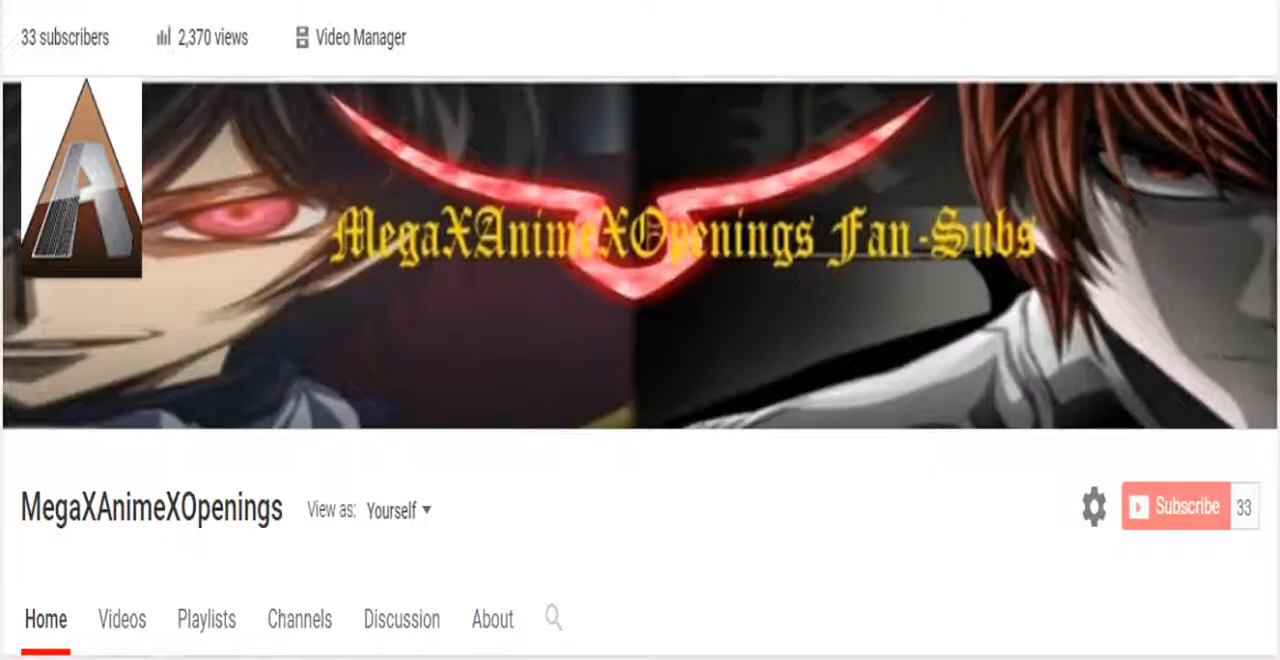 33 subscribers 2,370 views Video Manager
MegaXAnimeXOpenings Fan-Subs
MegaXAnimeXOpenings View as: Yourself Subscribe 33
Home Videos Playlists Channels Discussion About